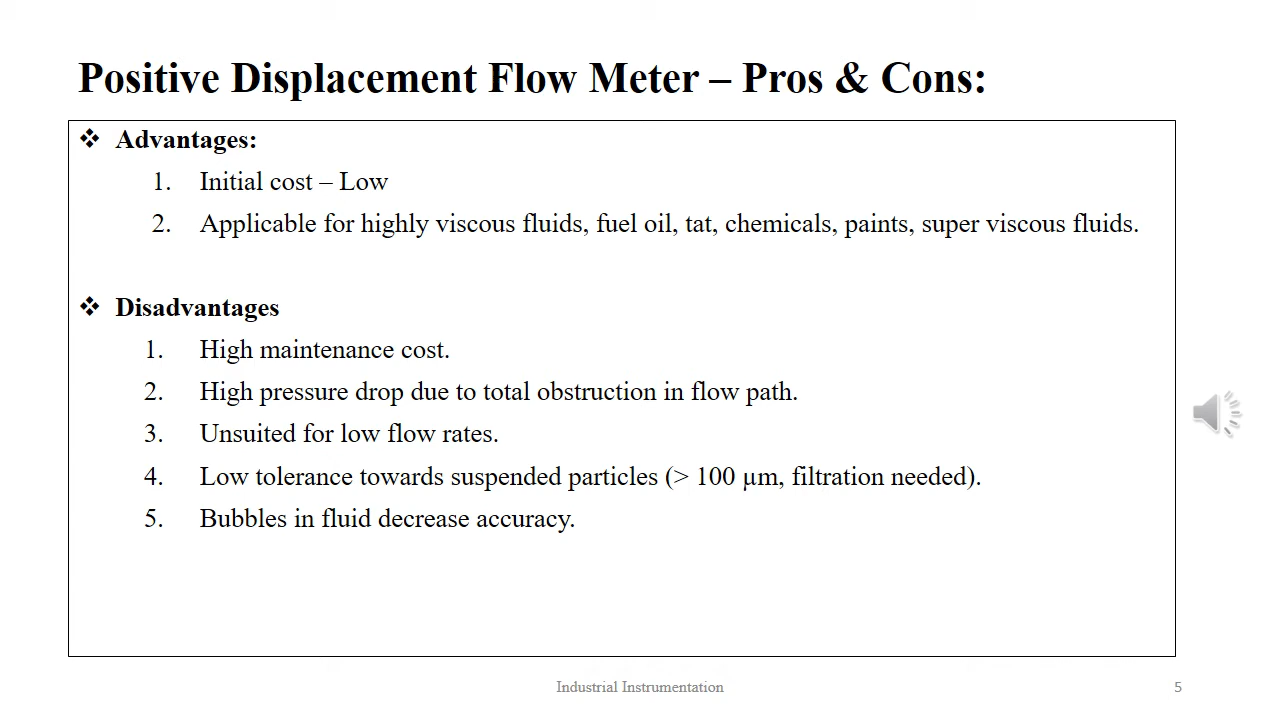 Positive Displacement Flow Meter – Pros & Cons:
❖ Advantages:
1. Initial cost – Low
2. Applicable for highly viscous fluids, fuel oil, tat, chemicals, paints, super viscous fluids.
❖ Disadvantages
1. High maintenance cost.
2. High pressure drop due to total obstruction in flow path.
3. Unsuited for low flow rates.
4. Low tolerance towards suspended particles (> 100 µm, filtration needed).
5. Bubbles in fluid decrease accuracy.
Industrial Instrumentation
5